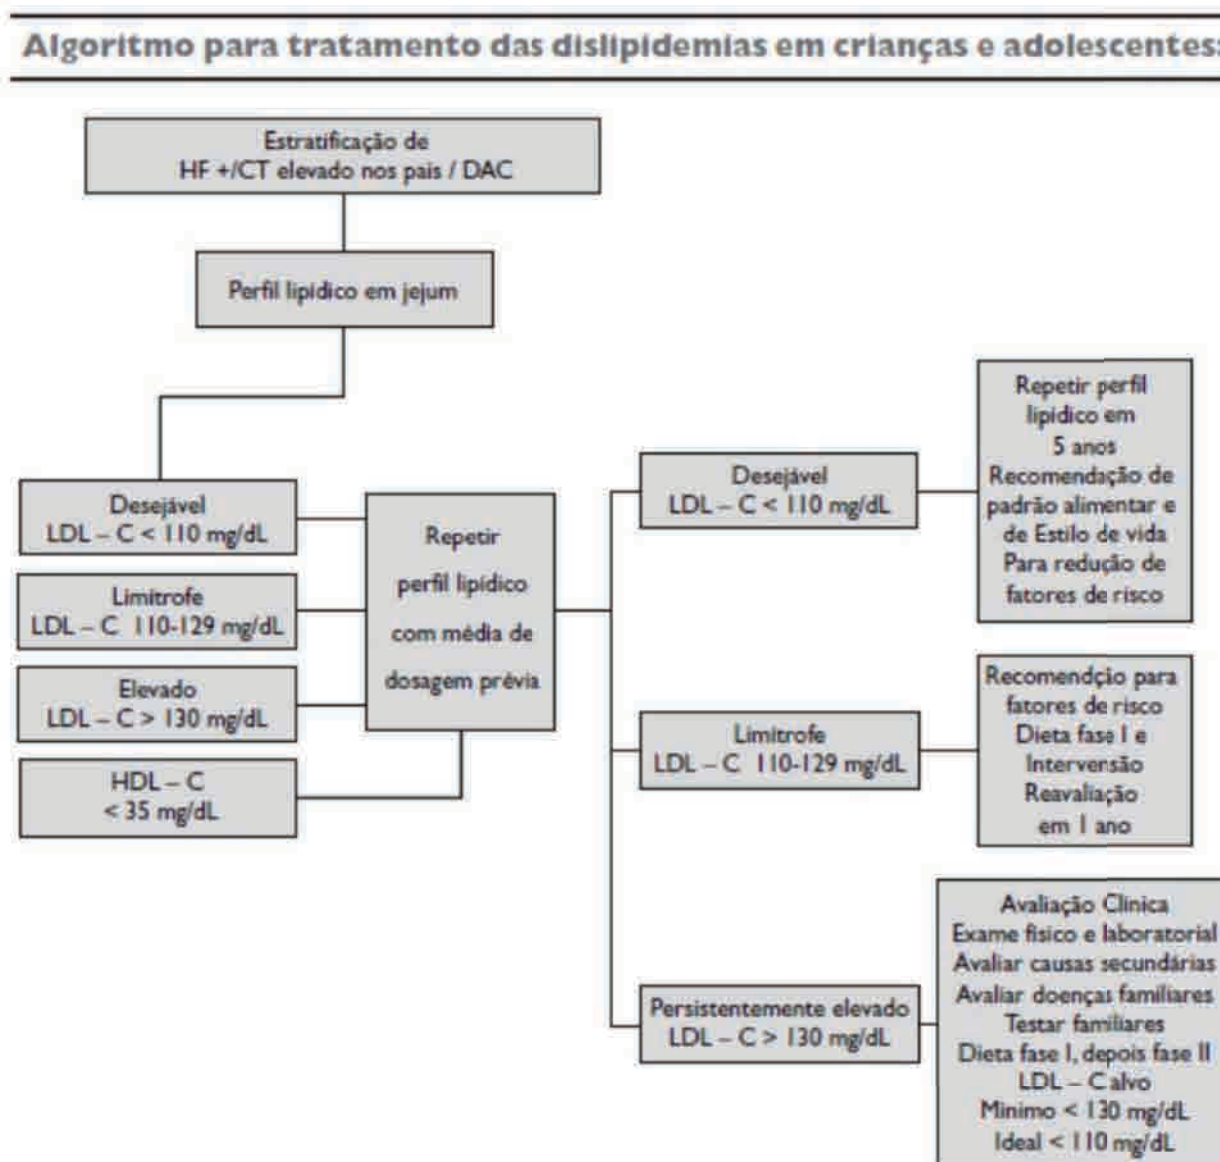 Algoritmo para tratamento das dislipidemias em crianças e adolescentes
Estratificação de
HF +/CT elevado nos pais / DAC
Perfil lipídico em jejum
Desejável
LDL – C < 110 mg/dL
Limítrofe
LDL – C 110-129 mg/dL
Elevado
LDL – C > 130 mg/dL
HDL – C
< 35 mg/dL
Repetir
perfil lipídico
com média de
dosagem prévia
Desejável
LDL – C < 110 mg/dL
Repetir perfil
lipídico em
5 anos
Recomendação de
padrão alimentar e
de Estilo de vida
Para redução de
fatores de risco
Limítrofe
LDL – C 110-129 mg/dL
Recomendção para
fatores de risco
Dieta fase I e
Intervensão
Reavaliação
em 1 ano
Persistentemente elevado
LDL – C > 130 mg/dL
Avaliação Clínica
Exame físico e laboratorial
Avaliar causas secundárias
Avaliar doenças familiares
Testar familiares
Dieta fase I, depois fase II
LDL – C alvo
Mínimo < 130 mg/dL
Ideal < 110 mg/dL